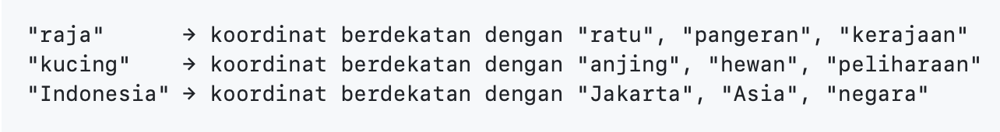 "raja"      → koordinat berdekatan dengan "ratu", "pangeran", "kerajaan"
"kucing"    → koordinat berdekatan dengan "anjing", "hewan", "peliharaan"
"Indonesia" → koordinat berdekatan dengan "Jakarta", "Asia", "negara"